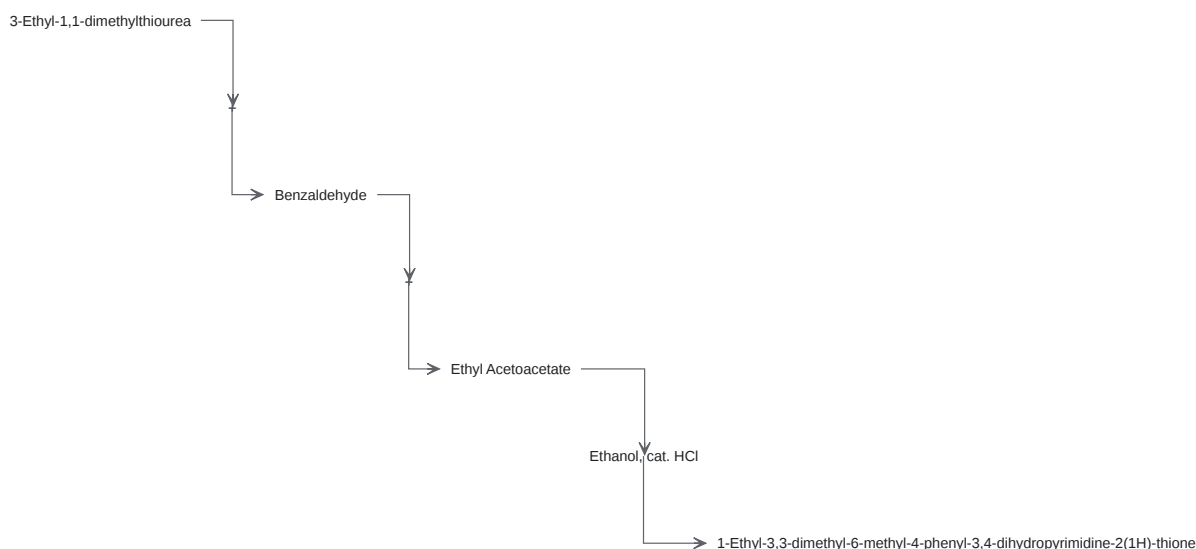 3-Ethyl-1,1-dimethylthiourea
+
Benzaldehyde
+
Ethyl Acetoacetate
Ethanol, cat. HCl
1-Ethyl-3,3-dimethyl-6-methyl-4-phenyl-3,4-dihydropyrimidine-2(1H)-thione